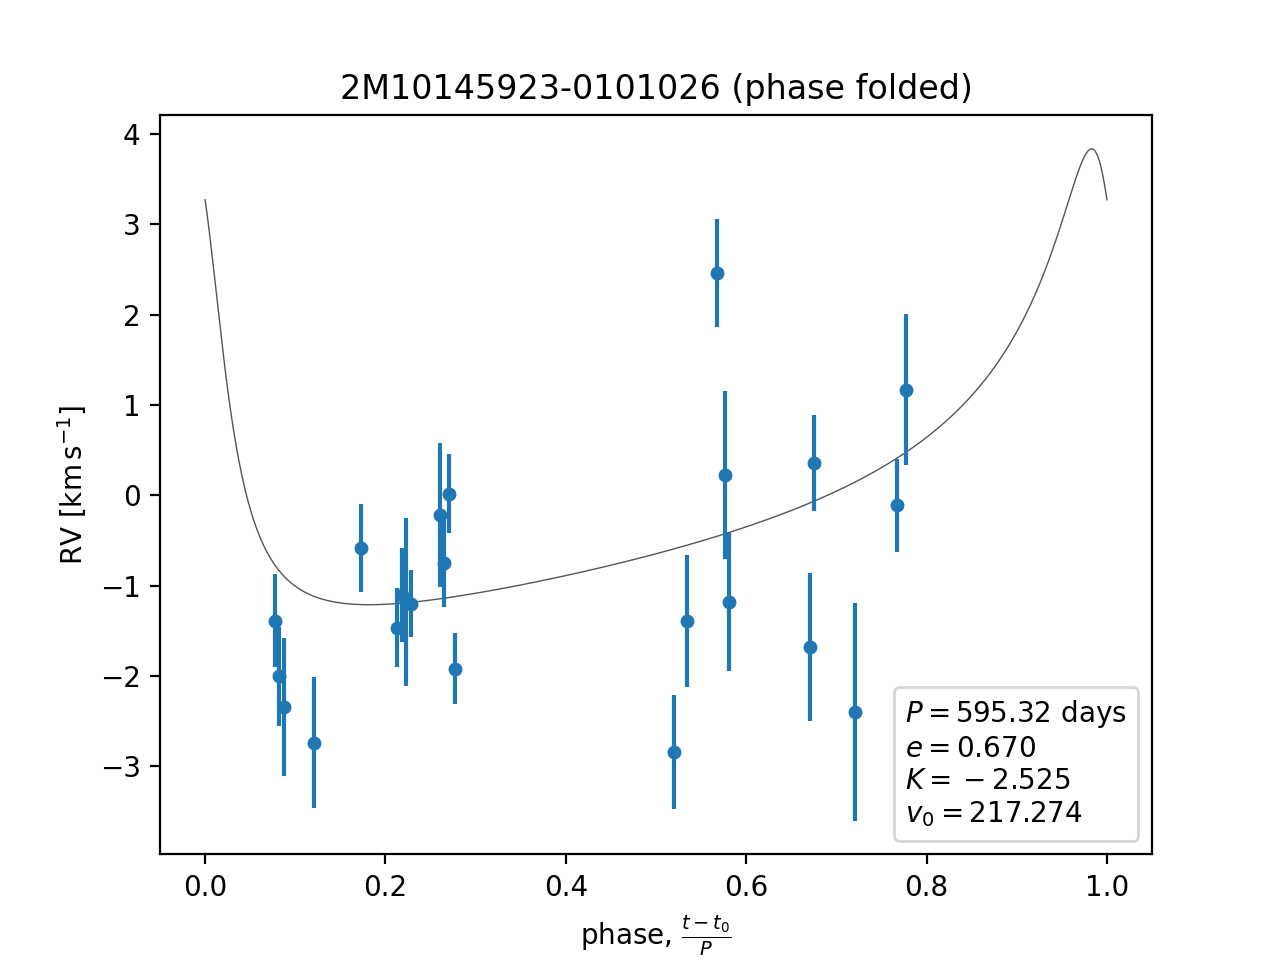 2M10145923-0101026 (phase folded)
4
3
2
1
0
−1
−2
−3
RV [km s⁻¹]
P = 595.32 days
e = 0.670
K = −2.525
v₀ = 217.274
0.0 0.2 0.4 0.6 0.8 1.0
phase, (t − t₀)/P